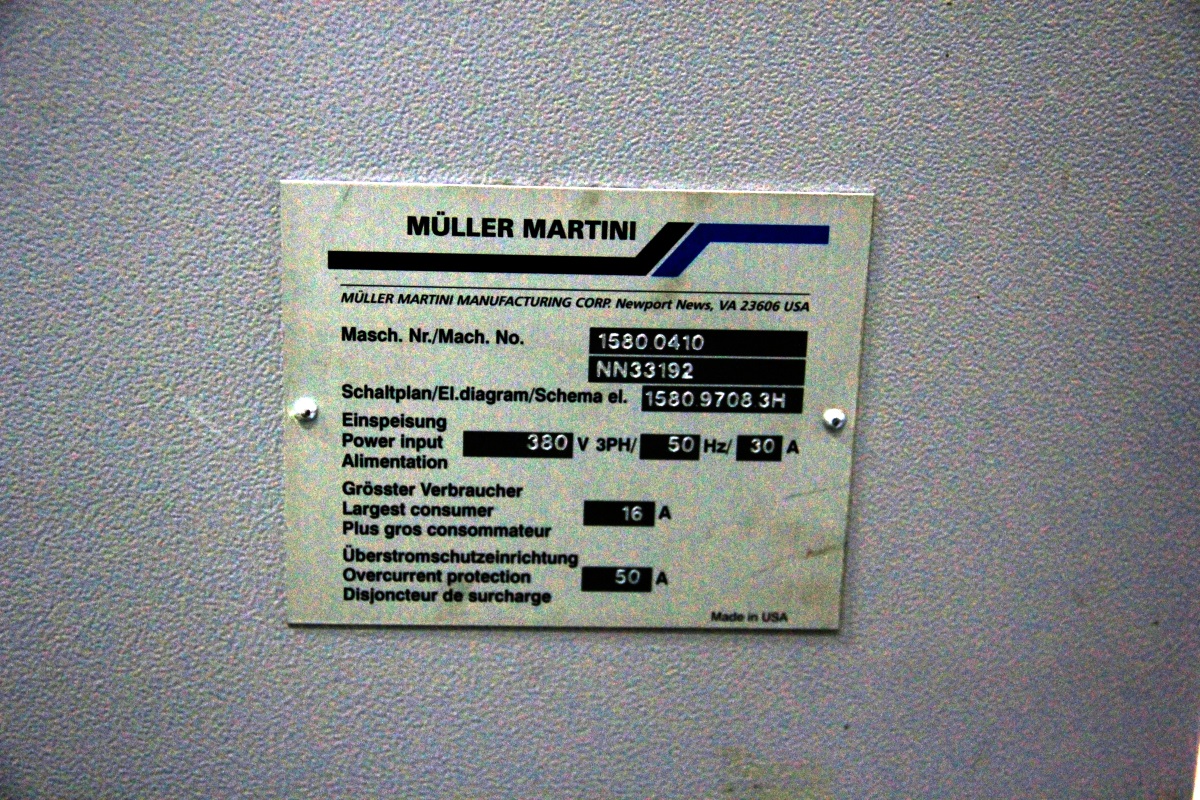 MÜLLER MARTINI
MÜLLER MARTINI MANUFACTURING CORP. Newport News, VA 23606 USA
Masch. Nr./Mach. No. 1580 0410
NN33192
Schaltplan/El.diagram/Schema el. 1580 9708 3H
Einspeisung
Power input 380 V 3PH/ 50 Hz/ 30 A
Alimentation
Grösster Verbraucher
Largest consumer 16 A
Plus gros consommateur
Überstromschutzeinrichtung
Overcurrent protection 50 A
Disjoncteur de surcharge
Made in USA